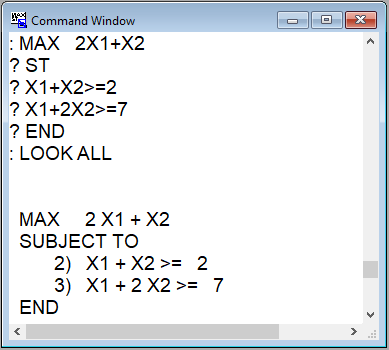 Command Window
: MAX 2X1+X2
? ST
? X1+X2>=2
? X1+2X2>=7
? END
: LOOK ALL
MAX 2 X1 + X2
SUBJECT TO
2) X1 + X2 >= 2
3) X1 + 2 X2 >= 7
END